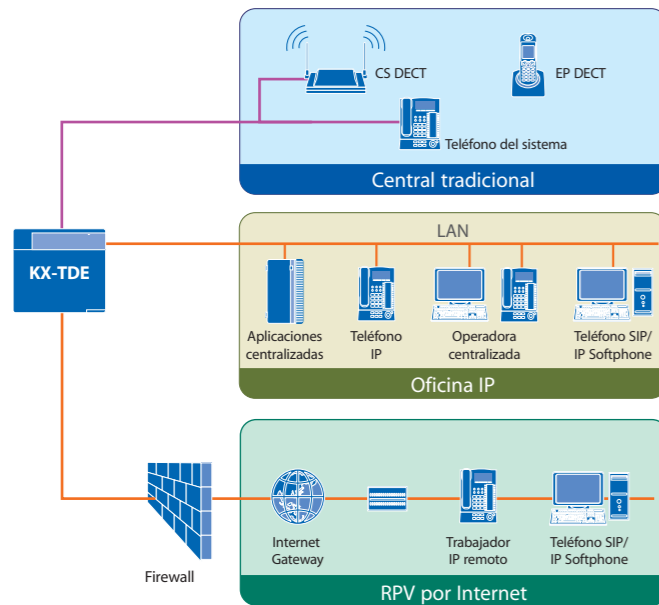 CS DECT
EP DECT
Teléfono del sistema
Central tradicional
KX-TDE
LAN
Aplicaciones
centralizadas
Teléfono
IP
Operadora
centralizada
Teléfono SIP/
IP Softphone
Oficina IP
Firewall
Internet
Gateway
Trabajador
IP remoto
Teléfono SIP/
IP Softphone
RPV por Internet